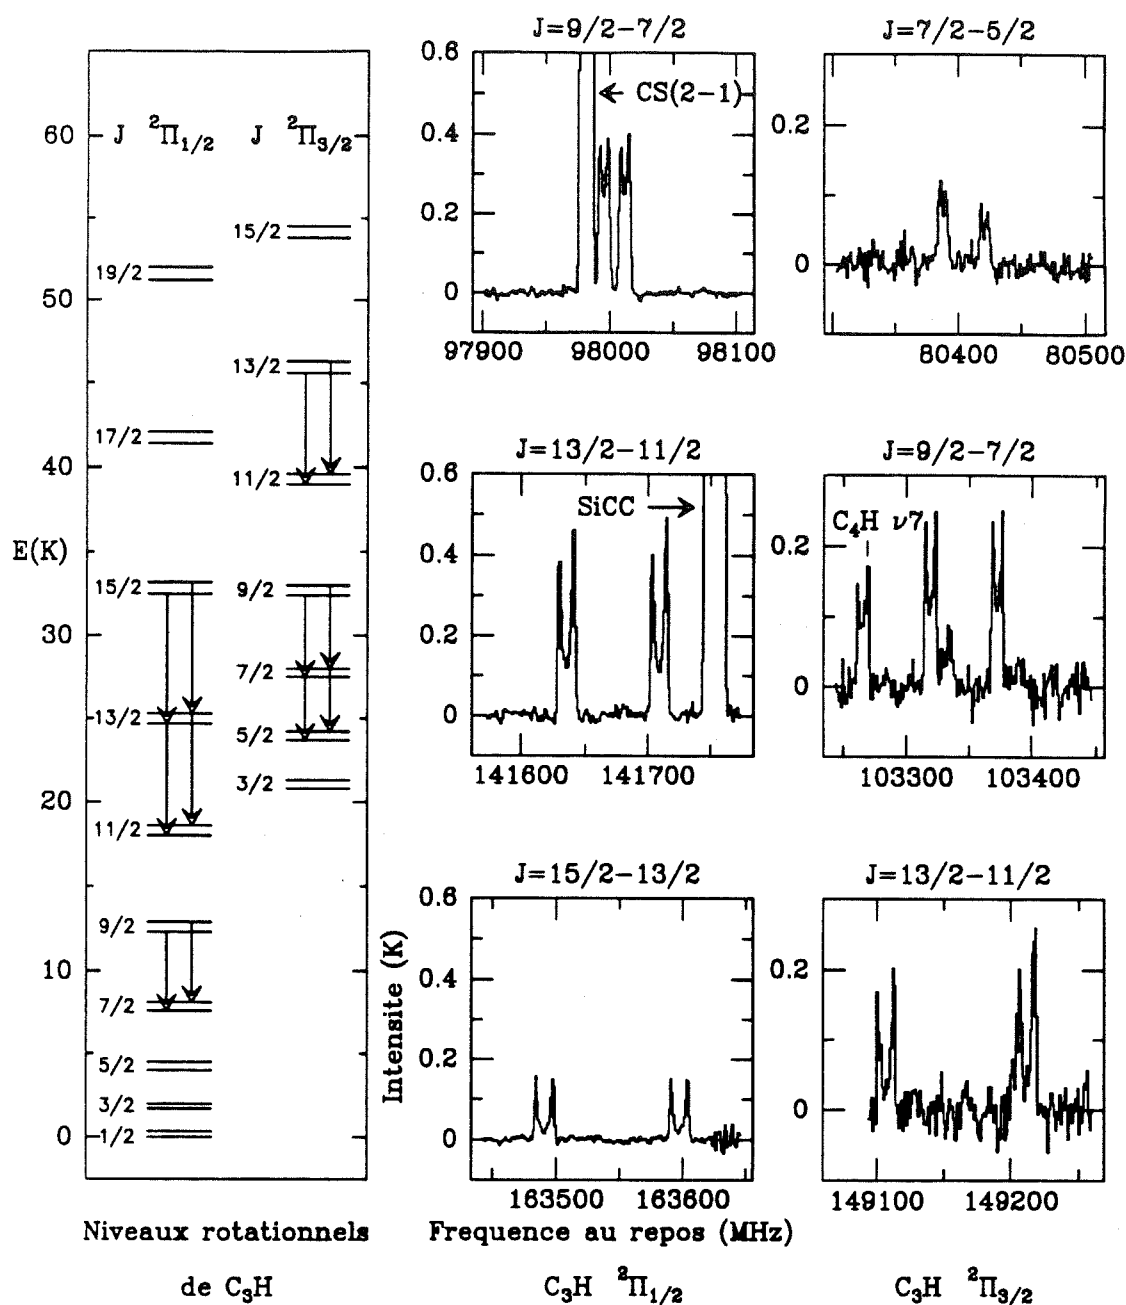 J ²Π1/2 J ²Π3/2
60
50
40
30
20
10
0
E(K)
19/2
17/2
15/2
13/2
11/2
9/2
7/2
5/2
3/2
1/2
15/2
13/2
11/2
9/2
7/2
5/2
3/2
Niveaux rotationnels
de C₃H
J=9/2−7/2
CS(2−1)
0.6
0.4
0.2
0
97900 98000 98100
J=7/2−5/2
0.2
0
80400 80500
J=13/2−11/2
SiCC
0.6
0.4
0.2
0
141600 141700
J=9/2−7/2
C₄H ν7
0.2
0
103300 103400
J=15/2−13/2
0.6
0.4
0.2
0
163500 163600
Intensite (K)
J=13/2−11/2
0.2
0
149100 149200
Frequence au repos (MHz)
C₃H ²Π1/2
C₃H ²Π3/2